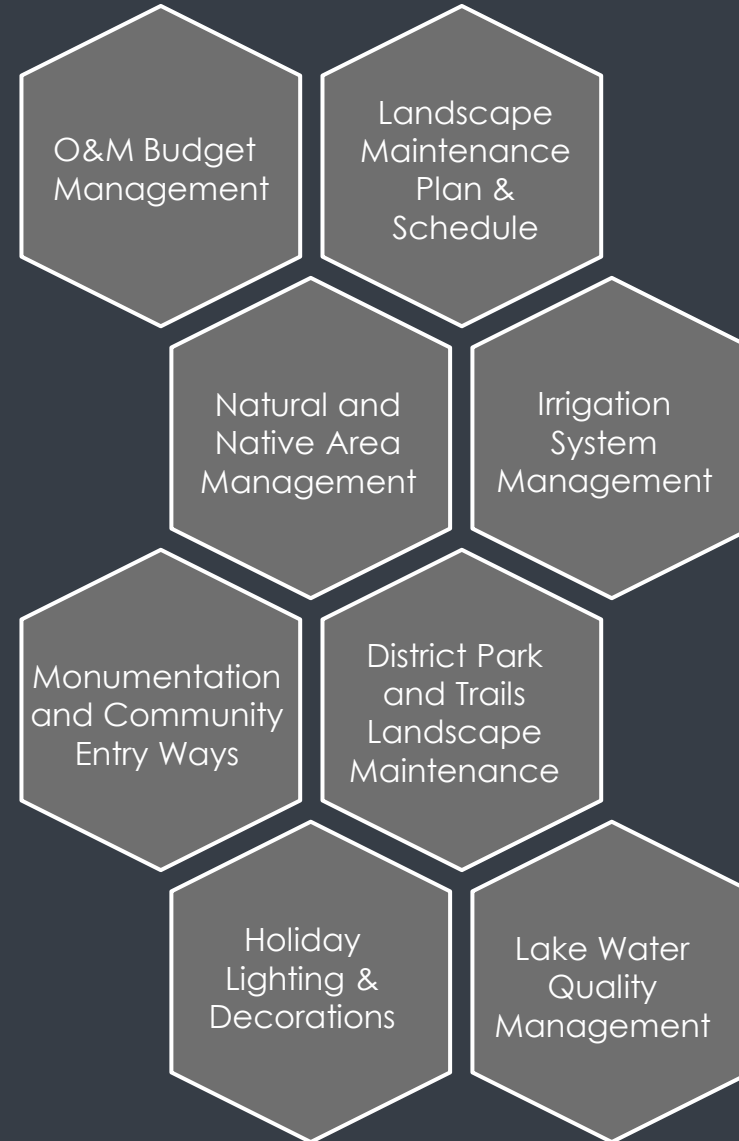 O&M Budget
Management
Landscape
Maintenance
Plan &
Schedule
Natural and
Native Area
Management
Irrigation
System
Management
Monumentation
and Community
Entry Ways
District Park
and Trails
Landscape
Maintenance
Holiday
Lighting &
Decorations
Lake Water
Quality
Management